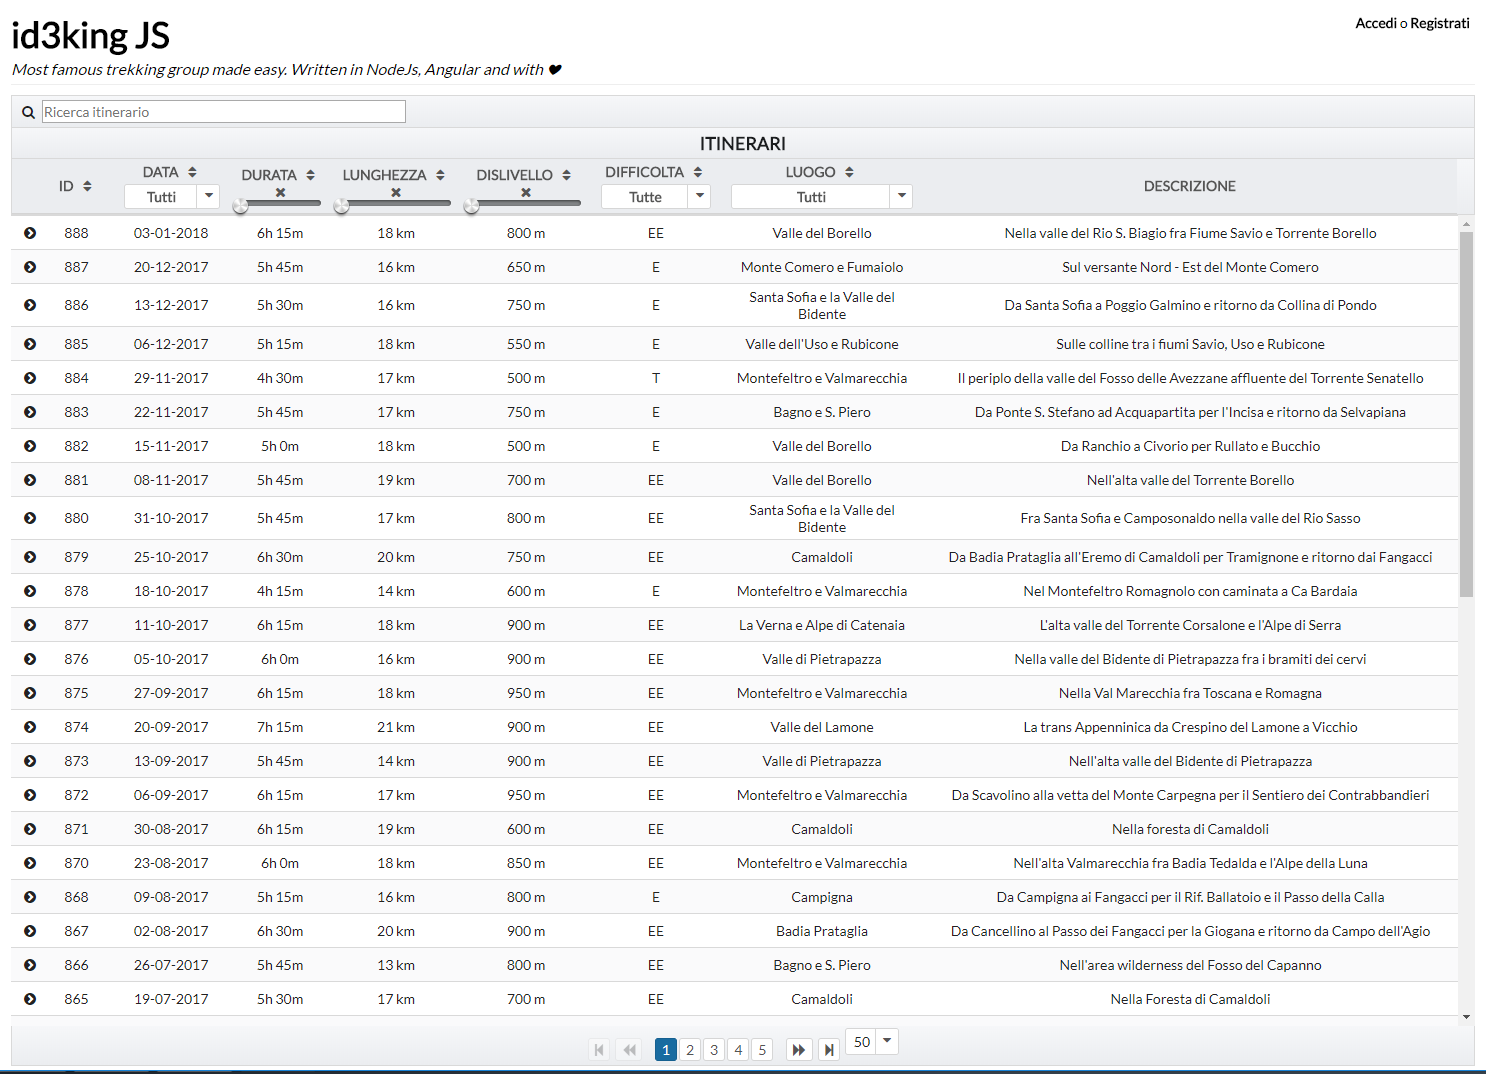 id3king JS
Accedi o Registrati
Most famous trekking group made easy. Written in NodeJs, Angular and with ♥
Ricerca itinerario
ITINERARI
ID DATA DURATA LUNGHEZZA DISLIVELLO DIFFICOLTA LUOGO DESCRIZIONE
Tutti Tutte Tutti
888 03-01-2018 6h 15m 18 km 800 m EE Valle del Borello Nella valle del Rio S. Biagio fra Fiume Savio e Torrente Borello
887 20-12-2017 5h 45m 16 km 650 m E Monte Comero e Fumaiolo Sul versante Nord - Est del Monte Comero
886 13-12-2017 5h 30m 16 km 750 m E Santa Sofia e la Valle del Bidente Da Santa Sofia a Poggio Galmino e ritorno da Collina di Pondo
885 06-12-2017 5h 15m 18 km 550 m E Valle dell'Uso e Rubicone Sulle colline tra i fiumi Savio, Uso e Rubicone
884 29-11-2017 4h 30m 17 km 500 m T Montefeltro e Valmarecchia Il periplo della valle del Fosso delle Avezzane affluente del Torrente Senatello
883 22-11-2017 5h 45m 17 km 750 m E Bagno e S. Piero Da Ponte S. Stefano ad Acquapartita per l'Incisa e ritorno da Selvapiana
882 15-11-2017 5h 0m 18 km 500 m E Valle del Borello Da Ranchio a Civorio per Rullato e Bucchio
881 08-11-2017 5h 45m 19 km 700 m EE Valle del Borello Nell'alta valle del Torrente Borello
880 31-10-2017 5h 45m 17 km 800 m EE Santa Sofia e la Valle del Bidente Fra Santa Sofia e Camposonaldo nella valle del Rio Sasso
879 25-10-2017 6h 30m 20 km 750 m EE Camaldoli Da Badia Prataglia all'Eremo di Camaldoli per Tramignone e ritorno dai Fangacci
878 18-10-2017 4h 15m 14 km 600 m E Montefeltro e Valmarecchia Nel Montefeltro Romagnolo con caminata a Ca Bardaia
877 11-10-2017 6h 15m 18 km 900 m EE La Verna e Alpe di Catenaia L'alta valle del Torrente Corsalone e l'Alpe di Serra
876 05-10-2017 6h 0m 16 km 900 m EE Valle di Pietrapazza Nella valle del Bidente di Pietrapazza fra i bramiti dei cervi
875 27-09-2017 6h 15m 18 km 950 m EE Montefeltro e Valmarecchia Nella Val Marecchia fra Toscana e Romagna
874 20-09-2017 7h 15m 21 km 900 m EE Valle del Lamone La trans Appenninica da Crespino del Lamone a Vicchio
873 13-09-2017 5h 45m 14 km 900 m EE Valle di Pietrapazza Nell'alta valle del Bidente di Pietrapazza
872 06-09-2017 6h 15m 17 km 950 m EE Montefeltro e Valmarecchia Da Scavolino alla vetta del Monte Carpegna per il Sentiero dei Contrabbandieri
871 30-08-2017 6h 15m 19 km 600 m EE Camaldoli Nella foresta di Camaldoli
870 23-08-2017 6h 0m 18 km 850 m EE Montefeltro e Valmarecchia Nell'alta Valmarecchia fra Badia Tedalda e l'Alpe della Luna
868 09-08-2017 5h 15m 16 km 800 m E Campigna Da Campigna ai Fangacci per il Rif. Ballatoio e il Passo della Calla
867 02-08-2017 6h 30m 20 km 900 m EE Badia Prataglia Da Cancellino al Passo dei Fangacci per la Giogana e ritorno da Campo dell'Agio
866 26-07-2017 5h 45m 13 km 800 m EE Bagno e S. Piero Nell'area wilderness del Fosso del Capanno
865 19-07-2017 5h 30m 17 km 700 m EE Camaldoli Nella Foresta di Camaldoli
1 2 3 4 5 50